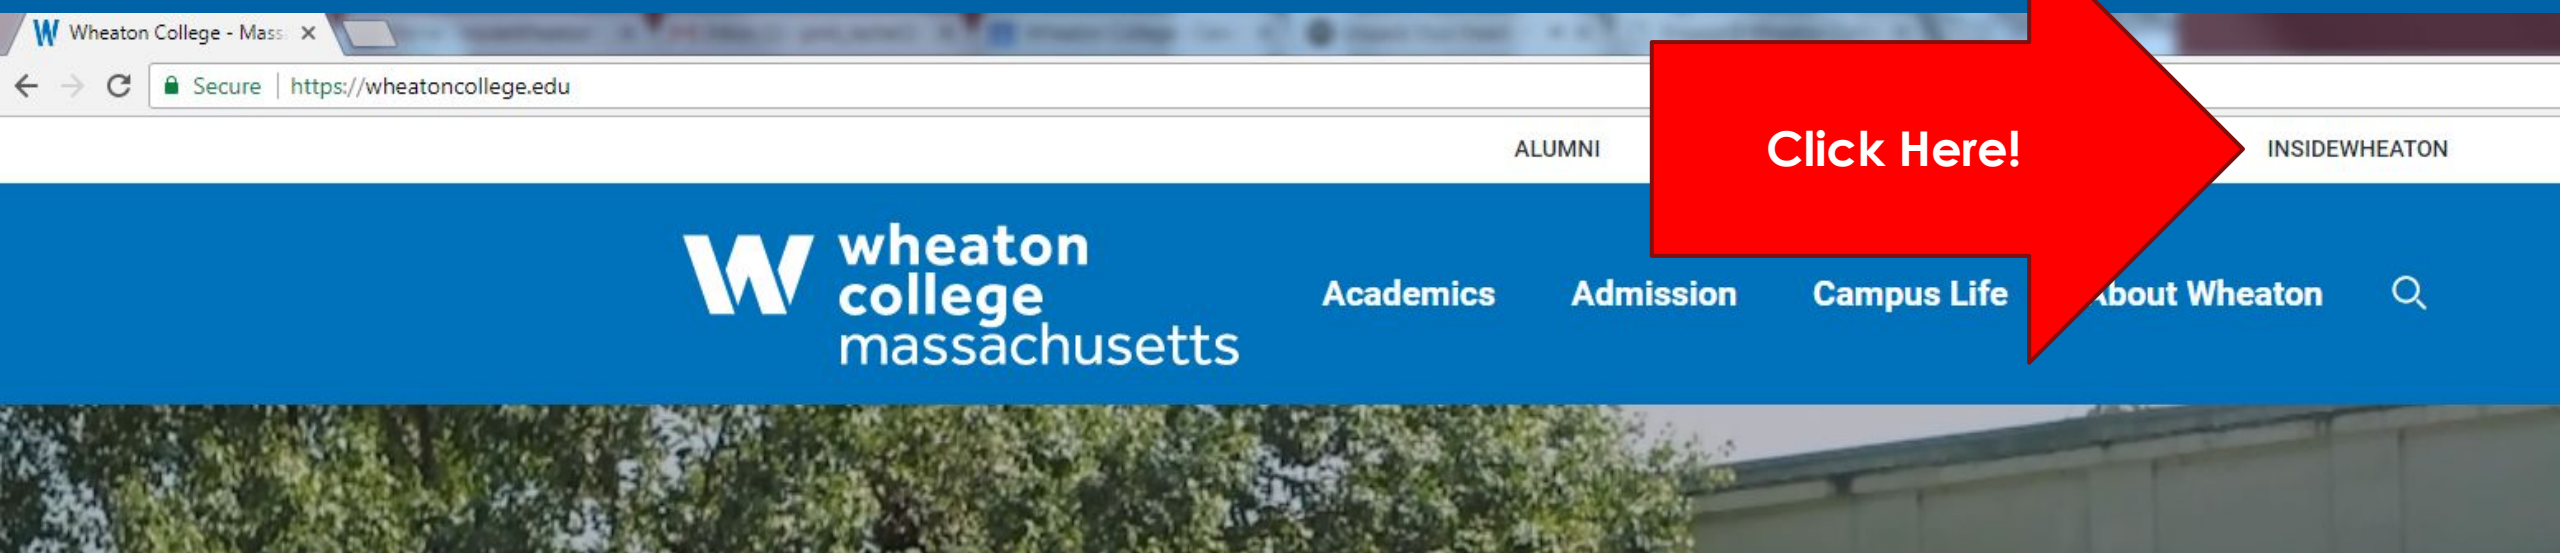 Wheaton College - Mass
Secure | https://wheatoncollege.edu
ALUMNI
Click Here!
INSIDEWHEATON
wheaton
college
massachusetts
Academics Admission Campus Life About Wheaton